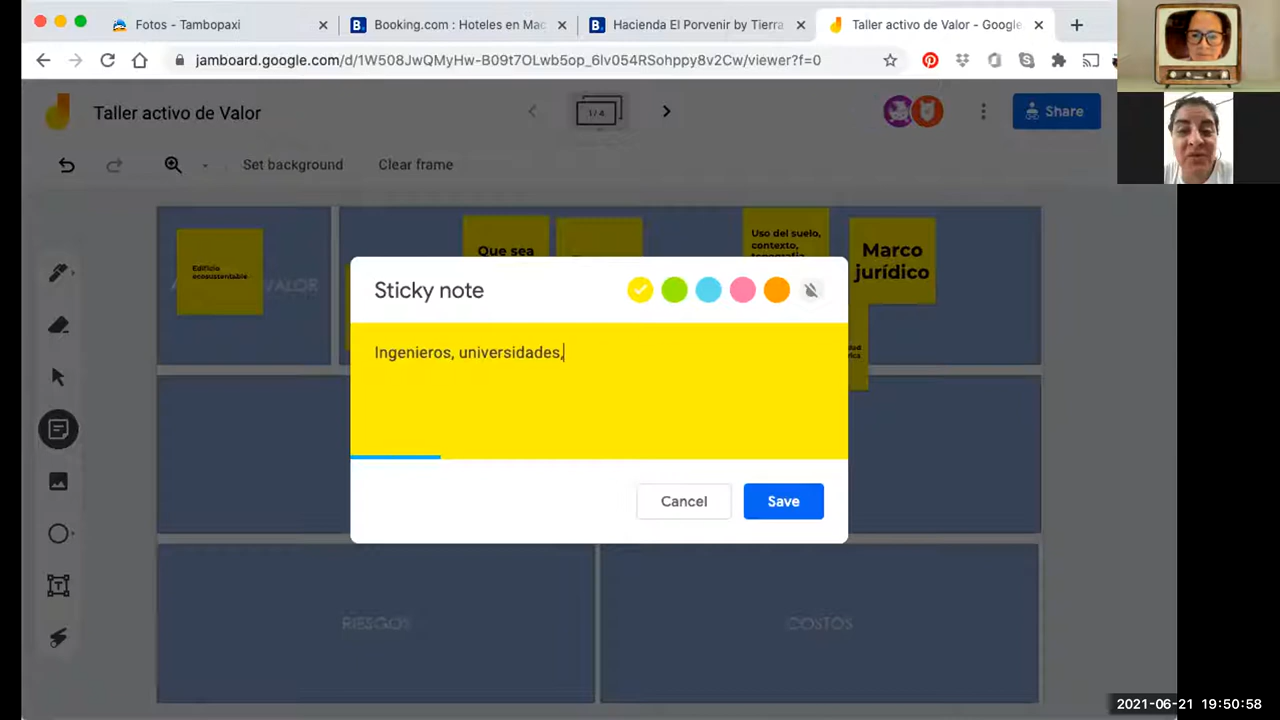 Fotos - Tambopaxi
Booking.com : Hoteles en Mac
Hacienda El Porvenir by Tierra
Taller activo de Valor - Google
jamboard.google.com/d/1W508JwQMyHw-B09t7OLwb5op_6Iv054RSohppy8v2Cw/viewer?f=0
Taller activo de Valor
1/4
Share
Set background
Clear frame
Edificio
ecosustentable
VALOR
Que sea
Uso del suelo,
contexto,
topografía
Marco
jurídico
Sticky note
Ingenieros, universidades,
Cancel
Save
RIESGOS
COSTOS
2021-06-21 19:50:58